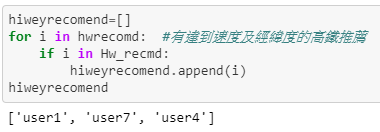 hiweyrecomend=[]
for i in hwrecomd:  #有達到速度及經緯度的高鐵推薦
    if i in Hw_recmd:
        hiweyrecomend.append(i)
hiweyrecomend
['user1', 'user7', 'user4']